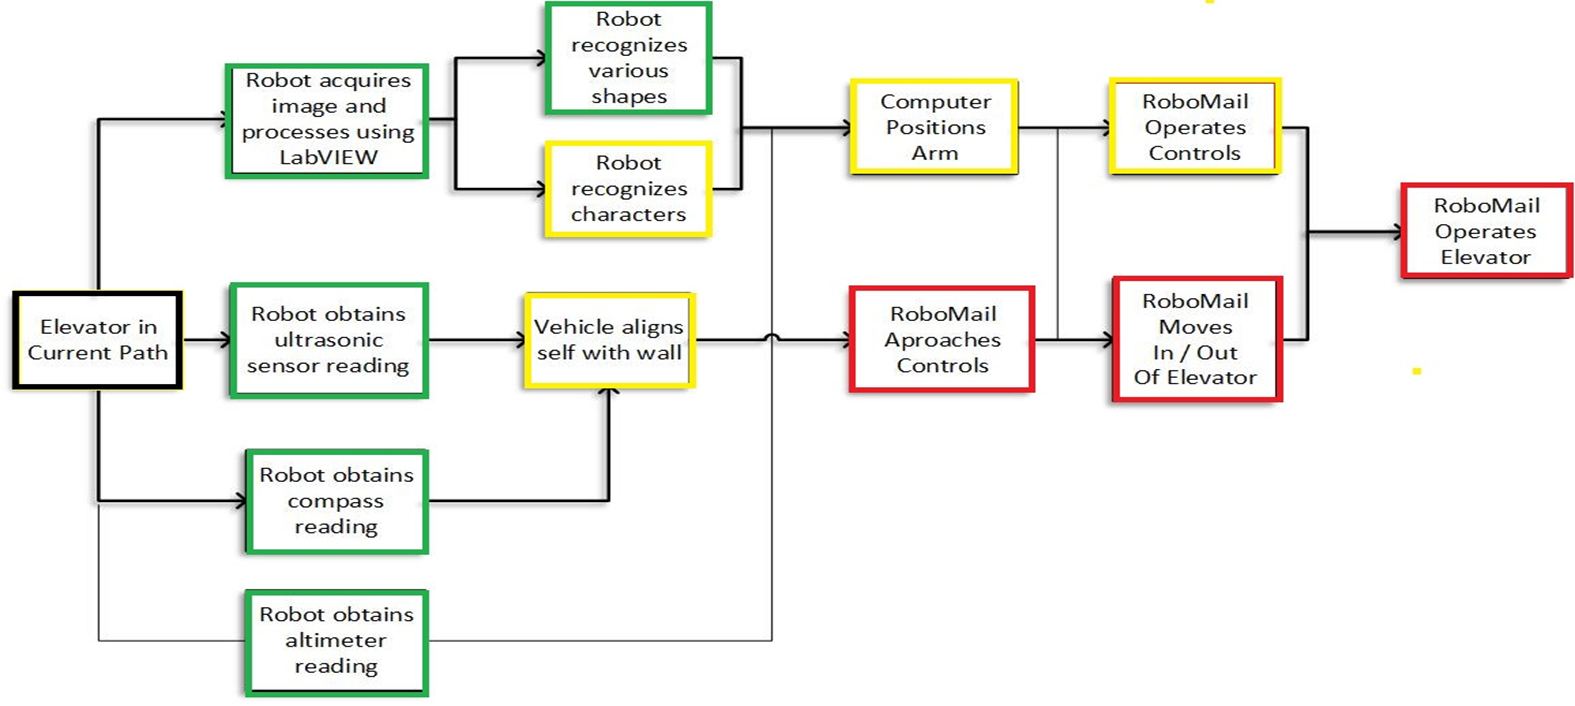 Robot
recognizes
various
shapes
Robot acquires
image and
processes using
LabVIEW
Computer
Positions
Arm
RoboMail
Operates
Controls
Robot
recognizes
characters
RoboMail
Operates
Elevator
Elevator in
Current Path
Robot obtains
ultrasonic
sensor reading
Vehicle aligns
self with wall
RoboMail
Aproaches
Controls
RoboMail
Moves
In / Out
Of Elevator
Robot obtains
compass
reading
Robot obtains
altimeter
reading